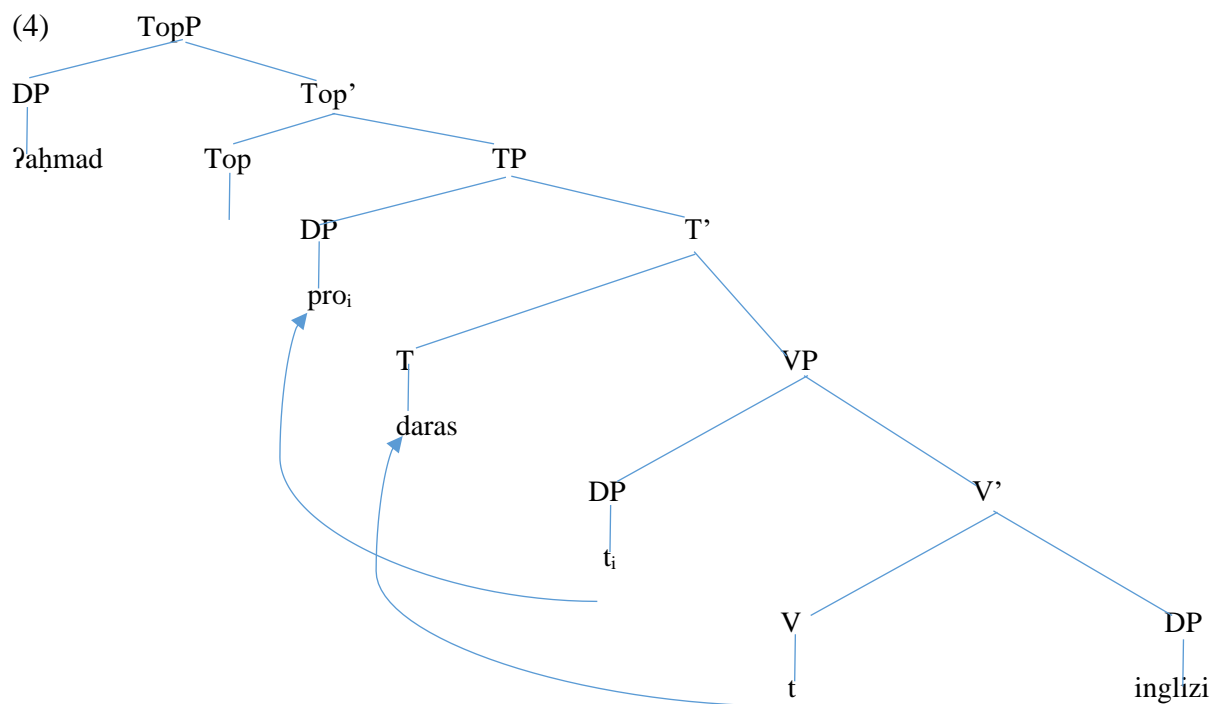 (4) TopP
DP Top’
ʔaḥmad Top TP
DP T’
proᵢ
T VP
daras
DP V’
tᵢ
V DP
t inglizi